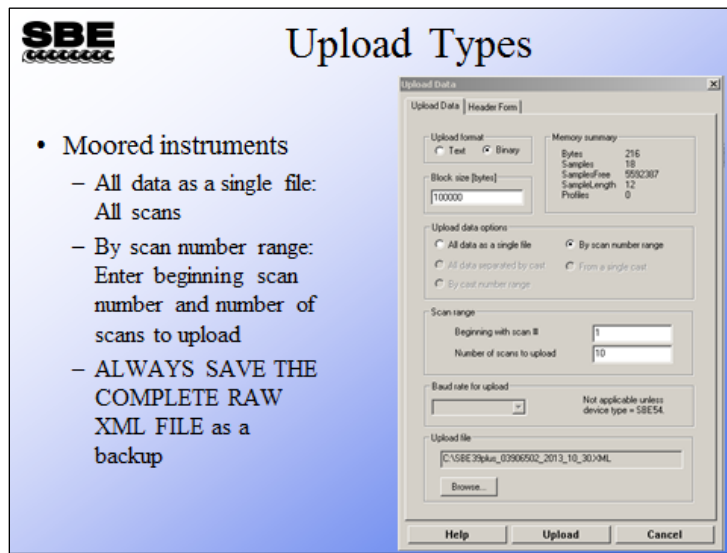 SBE
Upload Types
• Moored instruments
– All data as a single file:
All scans
– By scan number range:
Enter beginning scan
number and number of
scans to upload
– ALWAYS SAVE THE
COMPLETE RAW
XML FILE as a
backup
Upload Data
Upload Data Header Form
Upload format
Text Binary
Memory summary
Bytes 216
Samples 18
SamplesFree 5592387
SampleLength 12
Profiles 0
Block size [bytes]
100000
Upload data options
All data as a single file By scan number range
All data separated by cast From a single cast
By cast number range
Scan range
Beginning with scan # 1
Number of scans to upload 10
Baud rate for upload
Not applicable unless
device type = SBE54.
Upload file
C:\SBE39plus_03906502_2013_10_30.XML
Browse...
Help Upload Cancel